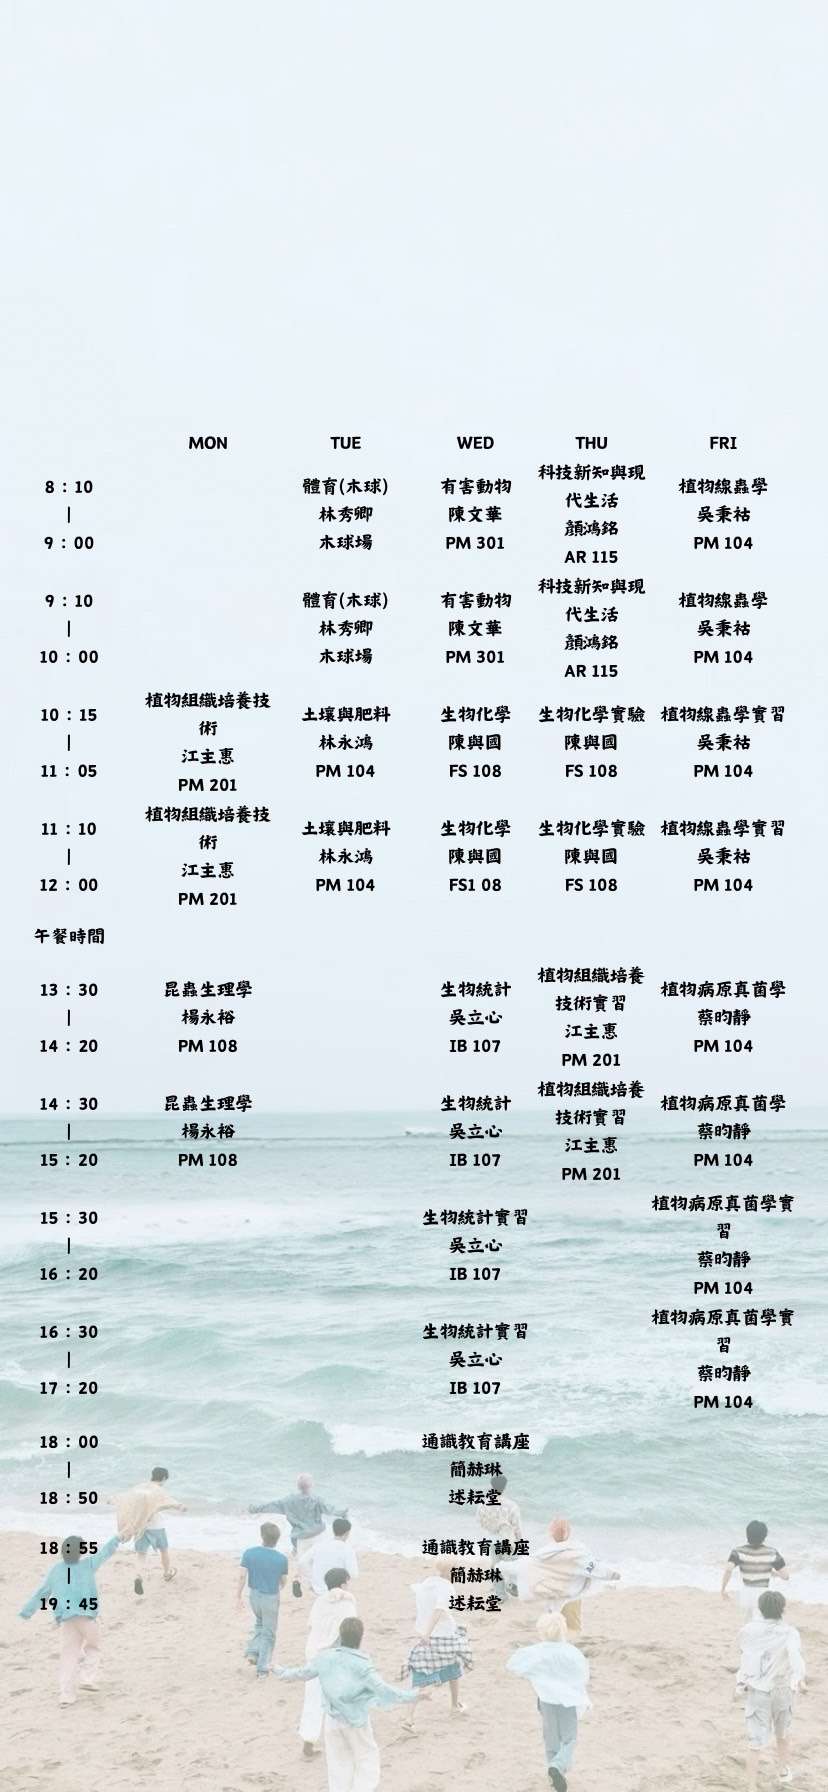 MON TUE WED THU FRI
8：10
|
9：00
體育(木球)
林秀卿
木球場
有害動物
陳文華
PM 301
科技新知與現
代生活
顏鴻銘
AR 115
植物線蟲學
吳秉祜
PM 104
9：10
|
10：00
體育(木球)
林秀卿
木球場
有害動物
陳文華
PM 301
科技新知與現
代生活
顏鴻銘
AR 115
植物線蟲學
吳秉祜
PM 104
10：15
|
11：05
植物組織培養技
術
江主惠
PM 201
土壤與肥料
林永鴻
PM 104
生物化學
陳與國
FS 108
生物化學實驗
陳與國
FS 108
植物線蟲學實習
吳秉祜
PM 104
11：10
|
12：00
植物組織培養技
術
江主惠
PM 201
土壤與肥料
林永鴻
PM 104
生物化學
陳與國
FS1 08
生物化學實驗
陳與國
FS 108
植物線蟲學實習
吳秉祜
PM 104
午餐時間
13：30
|
14：20
昆蟲生理學
楊永裕
PM 108
生物統計
吳立心
IB 107
植物組織培養
技術實習
江主惠
PM 201
植物病原真菌學
蔡昀靜
PM 104
14：30
|
15：20
昆蟲生理學
楊永裕
PM 108
生物統計
吳立心
IB 107
植物組織培養
技術實習
江主惠
PM 201
植物病原真菌學
蔡昀靜
PM 104
15：30
|
16：20
生物統計實習
吳立心
IB 107
植物病原真菌學實
習
蔡昀靜
PM 104
16：30
|
17：20
生物統計實習
吳立心
IB 107
植物病原真菌學實
習
蔡昀靜
PM 104
18：00
|
18：50
通識教育講座
簡赫琳
述耘堂
18：55
|
19：45
通識教育講座
簡赫琳
述耘堂